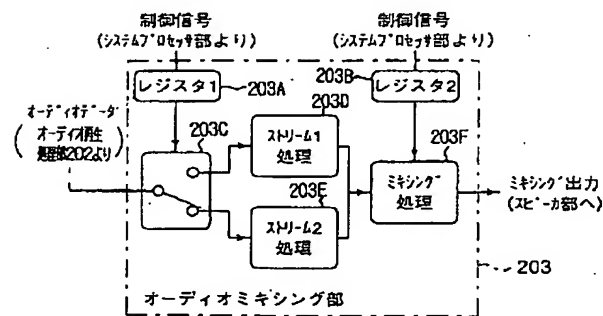 制御信号
(システムプロセッサ部より)
制御信号
(システムプロセッサ部より)
レジスタ1
203A
203B
レジスタ2
オーディオデータ
(オーディオ再生
処理部202より)
203C
203D
ストリーム1
処理
203E
ストリーム2
処理
203F
ミキシング
処理
ミキシング出力
(スピーカ部へ)
203
オーディオミキシング部